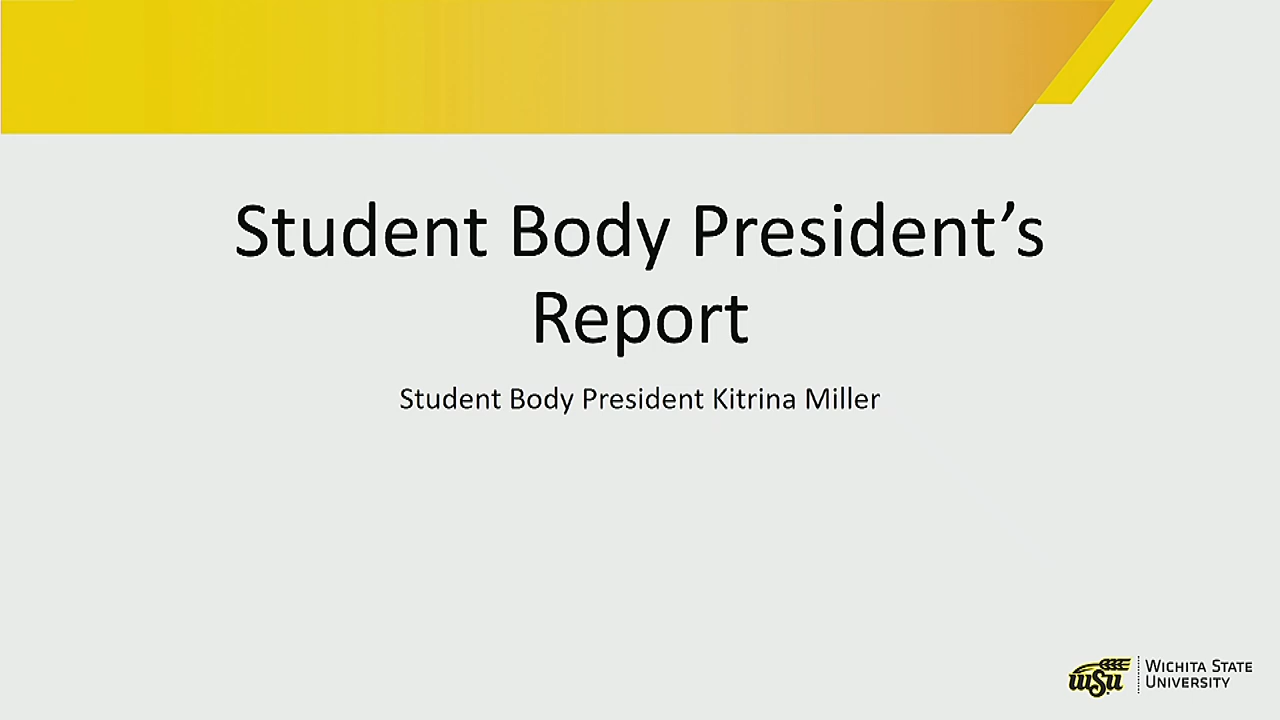 Student Body President’s
Report
Student Body President Kitrina Miller
wsu
WICHITA STATE
UNIVERSITY